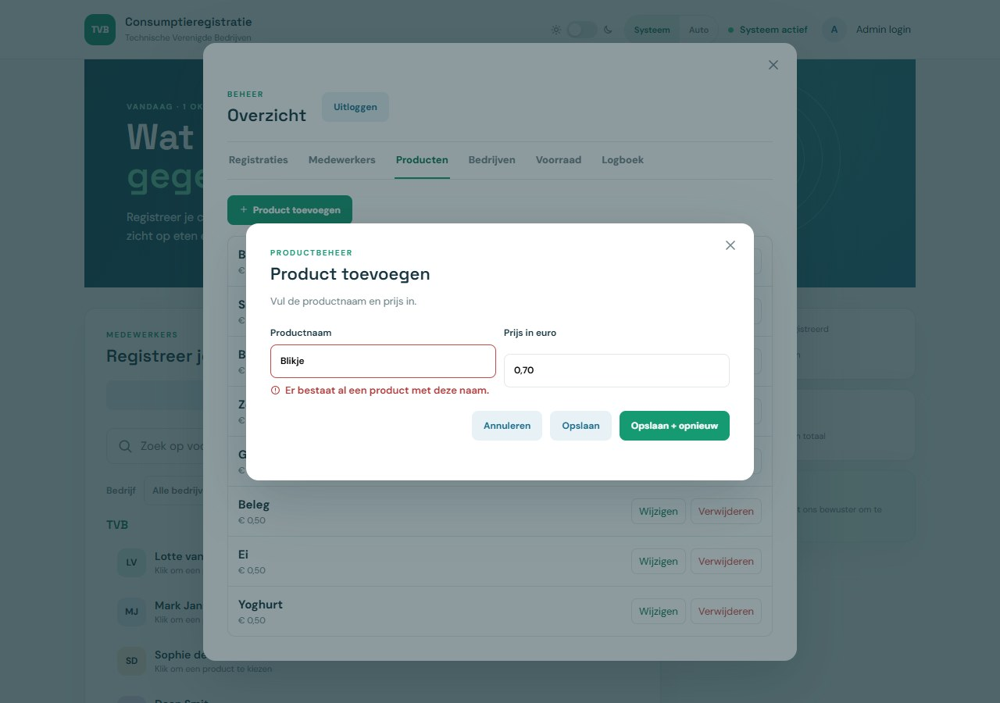 TVB
Consumptieregistratie
Technische Verenigde Bedrijven
Systeem
Auto
Systeem actief
A
Admin login
VANDAAG · 1 OK
Wat
gege
Registreer je c
zicht op eten e
BEHEER
Overzicht
Uitloggen
Registraties
Medewerkers
Producten
Bedrijven
Voorraad
Logboek
+ Product toevoegen
PRODUCTBEHEER
Product toevoegen
Vul de productnaam en prijs in.
Productnaam
Prijs in euro
Blikje
0,70
Er bestaat al een product met deze naam.
Annuleren
Opslaan
Opslaan + opnieuw
B
€
S
€
B
€
Z
€
G
€
Beleg
€ 0,50
Wijzigen
Verwijderen
Ei
€ 0,50
Wijzigen
Verwijderen
Yoghurt
€ 0,50
Wijzigen
Verwijderen
MEDEWERKERS
Registreer je
Zoek op voo
Bedrijf
Alle bedrijv
TVB
LV
Lotte van
Klik om een
MJ
Mark Jan
Klik om een
SD
Sophie de
Klik om een product te kiezen
istreerd
n totaal
t ons bewuster om te